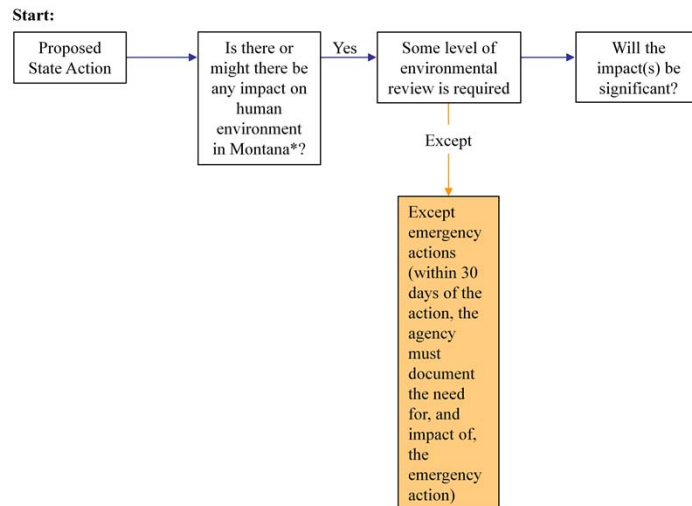 Start:
Proposed
State Action
Is there or
might there be
any impact on
human
environment
in Montana*?
Yes
Some level of
environmental
review is required
Will the
impact(s) be
significant?
Except
Except
emergency
actions
(within 30
days of the
action, the
agency
must
document
the need
for, and
impact of,
the
emergency
action)